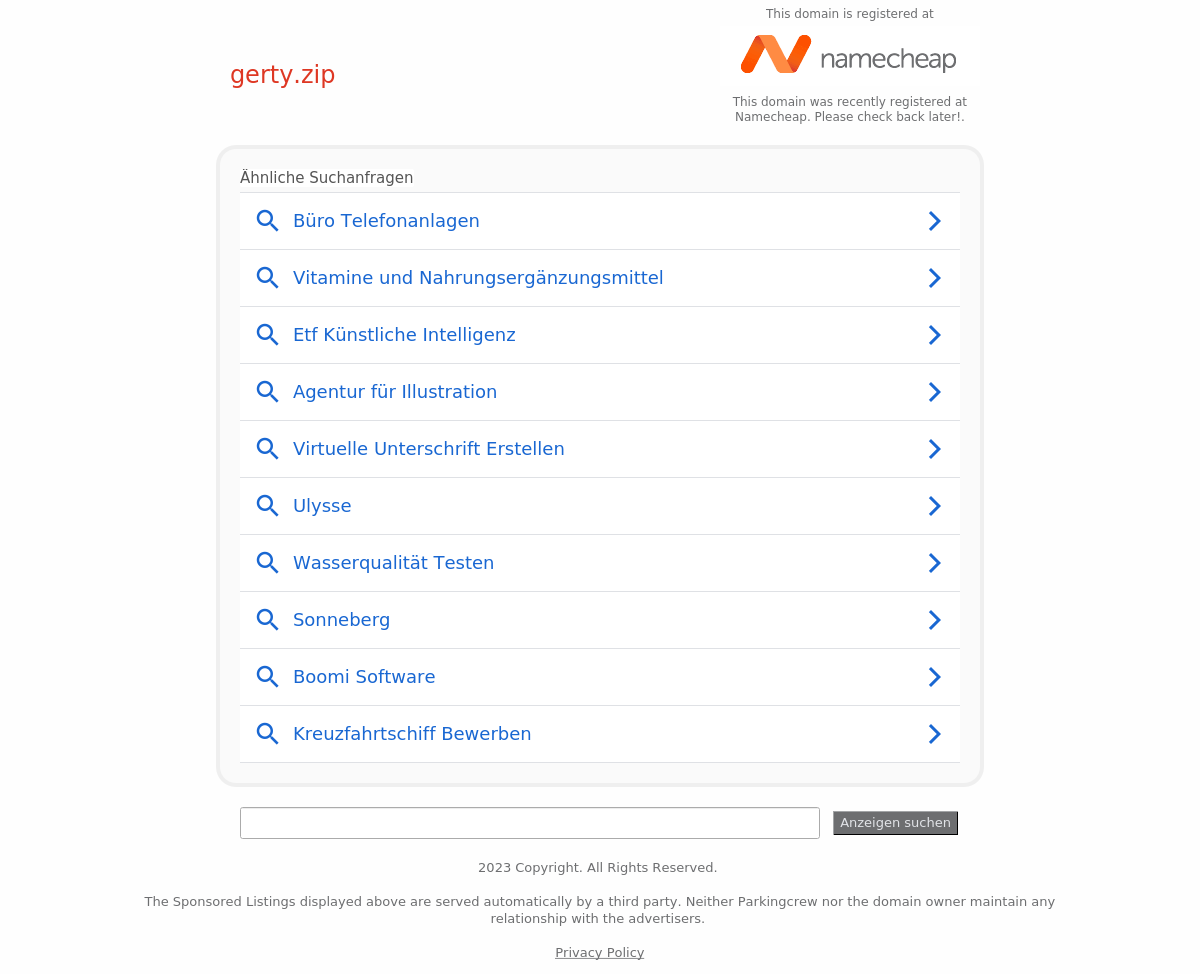 This domain is registered at
namecheap
gerty.zip
This domain was recently registered at
Namecheap. Please check back later!.
Ähnliche Suchanfragen
Büro Telefonanlagen
Vitamine und Nahrungsergänzungsmittel
Etf Künstliche Intelligenz
Agentur für Illustration
Virtuelle Unterschrift Erstellen
Ulysse
Wasserqualität Testen
Sonneberg
Boomi Software
Kreuzfahrtschiff Bewerben
Anzeigen suchen
2023 Copyright. All Rights Reserved.
The Sponsored Listings displayed above are served automatically by a third party. Neither Parkingcrew nor the domain owner maintain any
relationship with the advertisers.
Privacy Policy